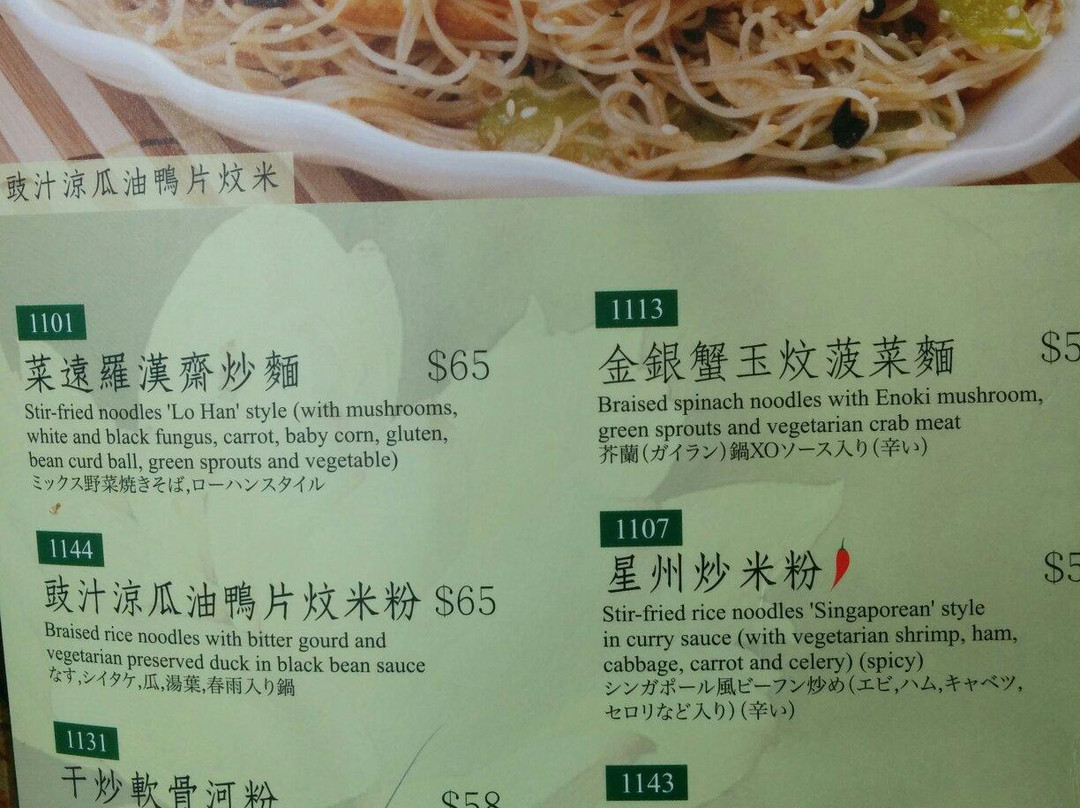 豉汁涼瓜油鴨片炆米
1101
菜遠羅漢齋炒麵 $65
Stir-fried noodles 'Lo Han' style (with mushrooms,
white and black fungus, carrot, baby corn, gluten,
bean curd ball, green sprouts and vegetable)
ミックス野菜焼きそば,ローハンスタイル
1144
豉汁涼瓜油鴨片炆米粉 $65
Braised rice noodles with bitter gourd and
vegetarian preserved duck in black bean sauce
なす,シイタケ,瓜,湯葉,春雨入り鍋
1131
干炒軟骨河粉 $58
1113
金銀蟹玉炆菠菜麵 $5
Braised spinach noodles with Enoki mushroom,
green sprouts and vegetarian crab meat
芥蘭(ガイラン)鍋XOソース入り(辛い)
1107
星州炒米粉 $5
Stir-fried rice noodles 'Singaporean' style
in curry sauce (with vegetarian shrimp, ham,
cabbage, carrot and celery) (spicy)
シンガポール風ビーフン炒め(エビ,ハム,キャベツ,
セロリなど入り)(辛い)
1143